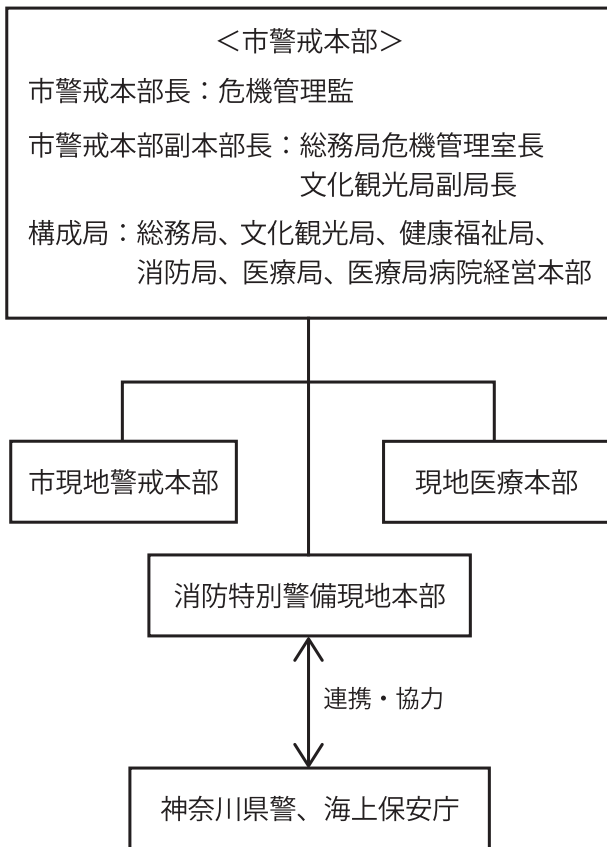 ＜市警戒本部＞
市警戒本部長：危機管理監
市警戒本部副本部長：総務局危機管理室長
文化観光局副局長
構成局：総務局、文化観光局、健康福祉局、
消防局、医療局、医療局病院経営本部
市現地警戒本部
現地医療本部
消防特別警備現地本部
連携・協力
神奈川県警、海上保安庁